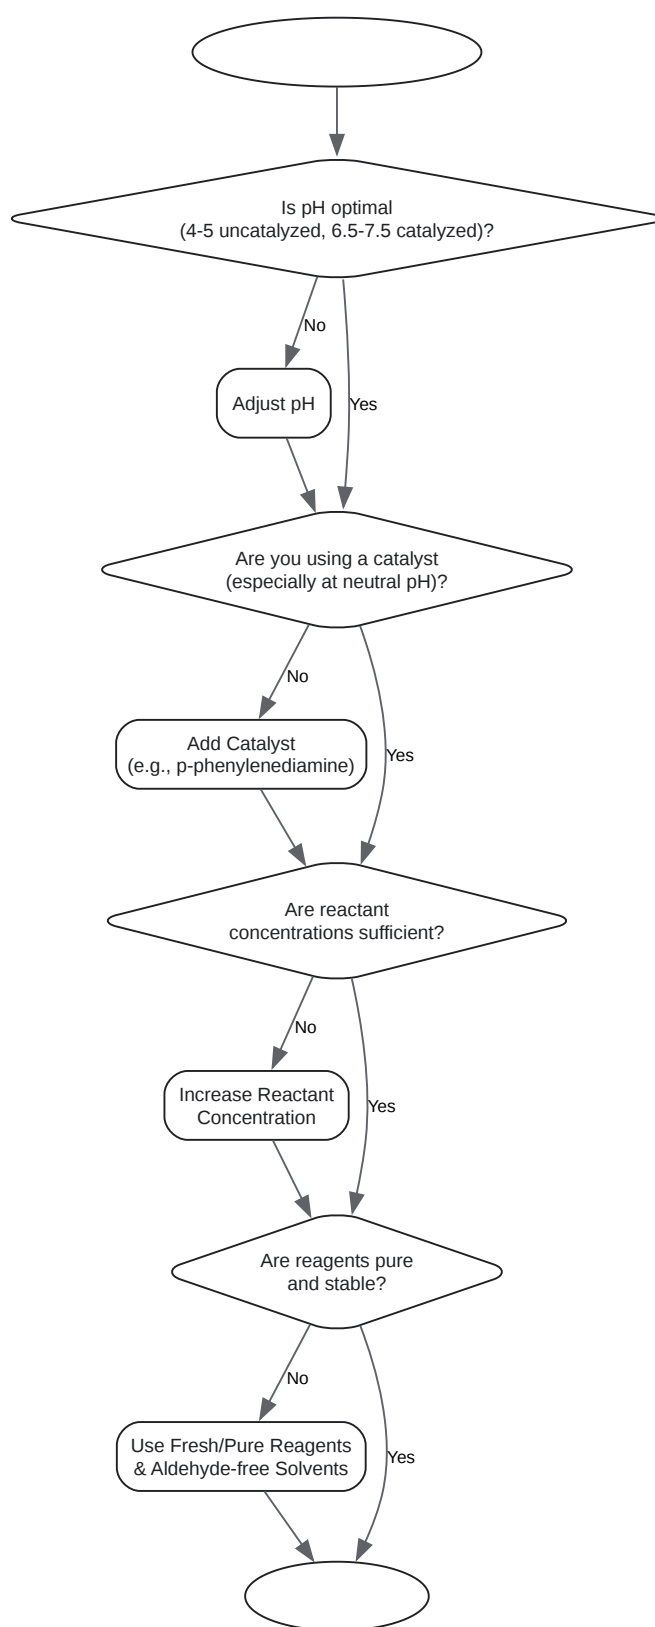 Is pH optimal
(4-5 uncatalyzed, 6.5-7.5 catalyzed)?
No
Adjust pH
Yes
Are you using a catalyst
(especially at neutral pH)?
No
Add Catalyst
(e.g., p-phenylenediamine)
Yes
Are reactant
concentrations sufficient?
No
Increase Reactant
Concentration
Yes
Are reagents pure
and stable?
No
Use Fresh/Pure Reagents
& Aldehyde-free Solvents
Yes